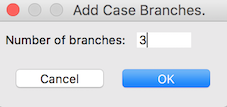 Add Case Branches.
Number of branches: 3
Cancel OK